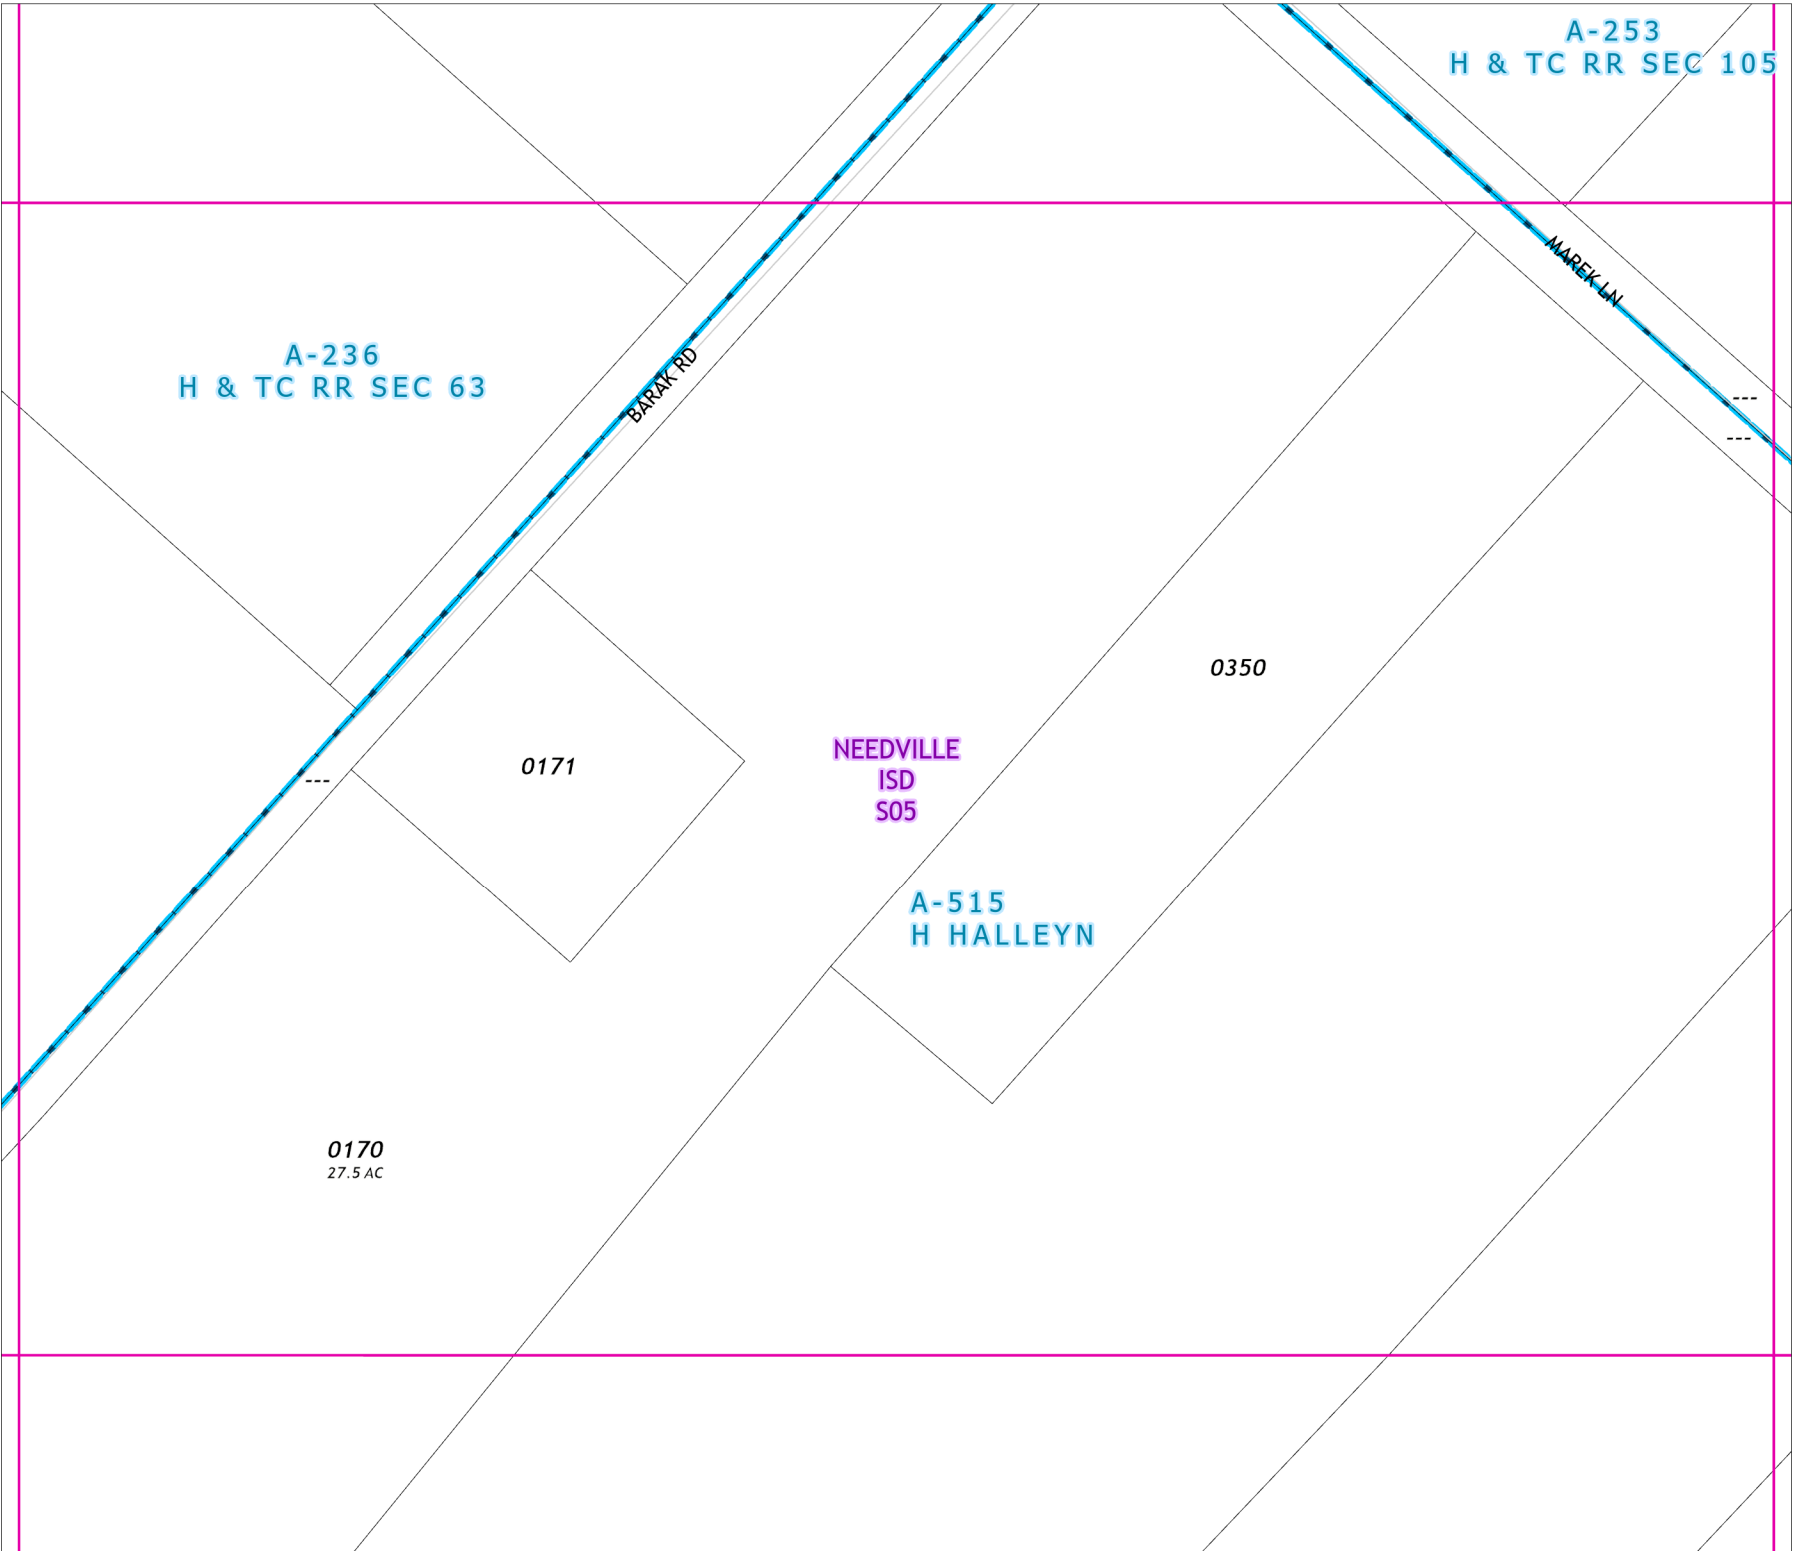 A-253
H & TC RR SEC 105
MAREK LN
A-236
H & TC RR SEC 63
BARAK RD
---
---
0350
NEEDVILLE
ISD
S05
0171
---
A-515
H HALLEYN
0170
27.5 AC